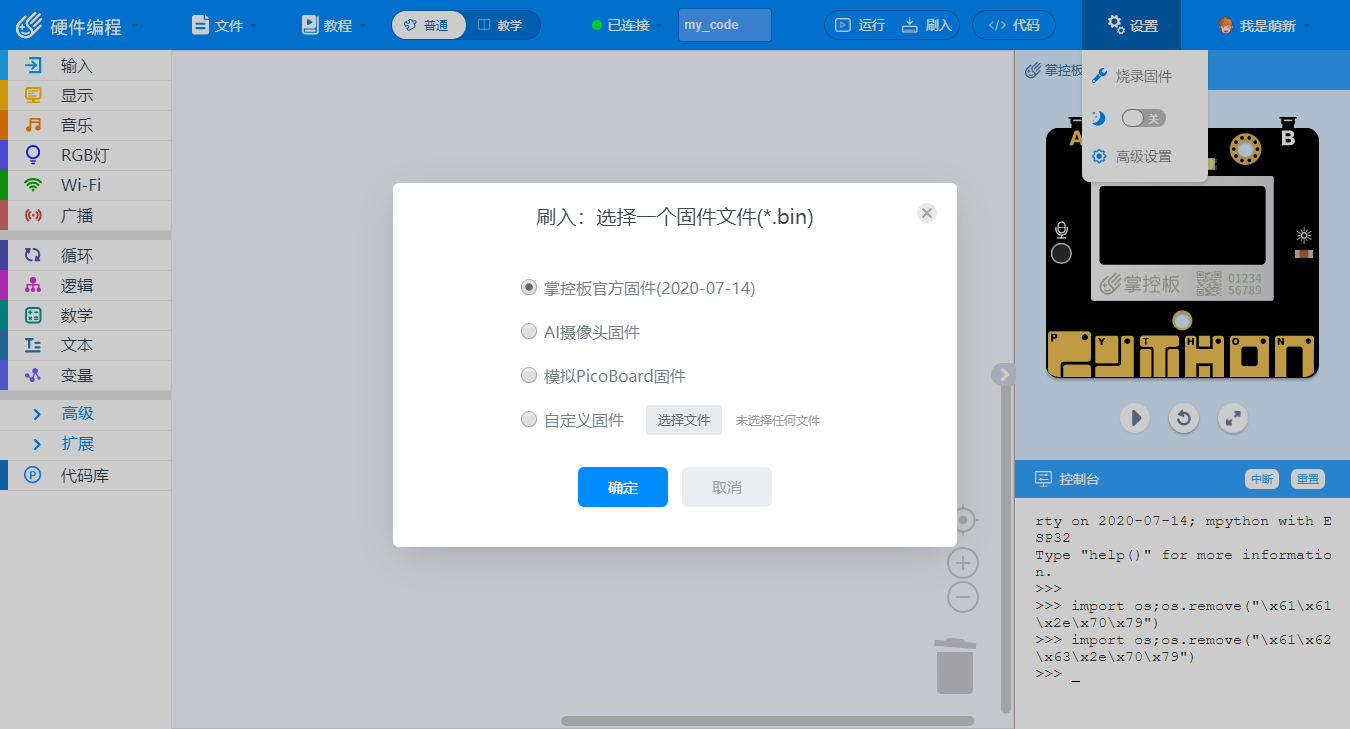 硬件编程
文件
教程
普通
教学
已连接
my_code
运行
刷入
代码
设置
我是萌新
输入
显示
音乐
RGB灯
Wi-Fi
广播
循环
逻辑
数学
文本
变量
高级
扩展
代码库
刷入：选择一个固件文件(*.bin)
掌控板官方固件(2020-07-14)
AI摄像头固件
模拟PicoBoard固件
自定义固件
选择文件
未选择任何文件
确定
取消
掌控板
烧录固件
关
高级设置
A
B
掌控板
01234
56789
P
Y
T
H
O
N
控制台
中断
重置
rty on 2020-07-14; mpython with E
SP32
Type "help()" for more informatio
n.
>>>
>>> import os;os.remove("\x61\x61
\x2e\x70\x79")
>>> import os;os.remove("\x61\x62
\x63\x2e\x70\x79")
>>> _